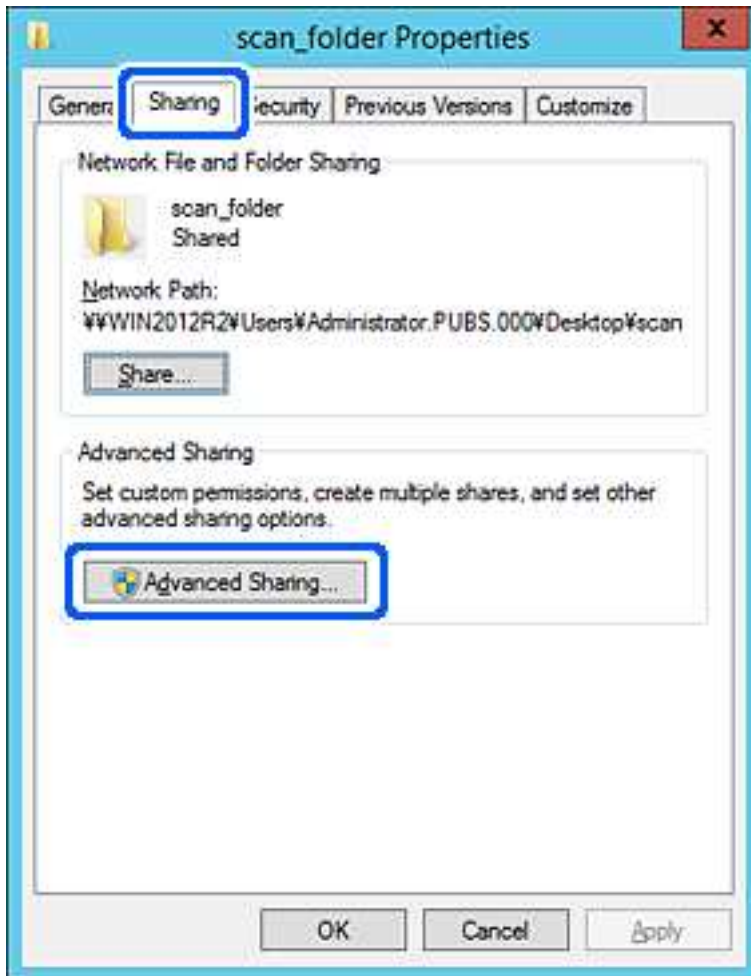 scan_folder Properties
x
General Sharing Security Previous Versions Customize
Network File and Folder Sharing
scan_folder
Shared
Network Path:
¥¥WIN2012R2¥Users¥Administrator.PUBS.000¥Desktop¥scan
Share...
Advanced Sharing
Set custom permissions, create multiple shares, and set other
advanced sharing options.
Advanced Sharing...
OK Cancel Apply